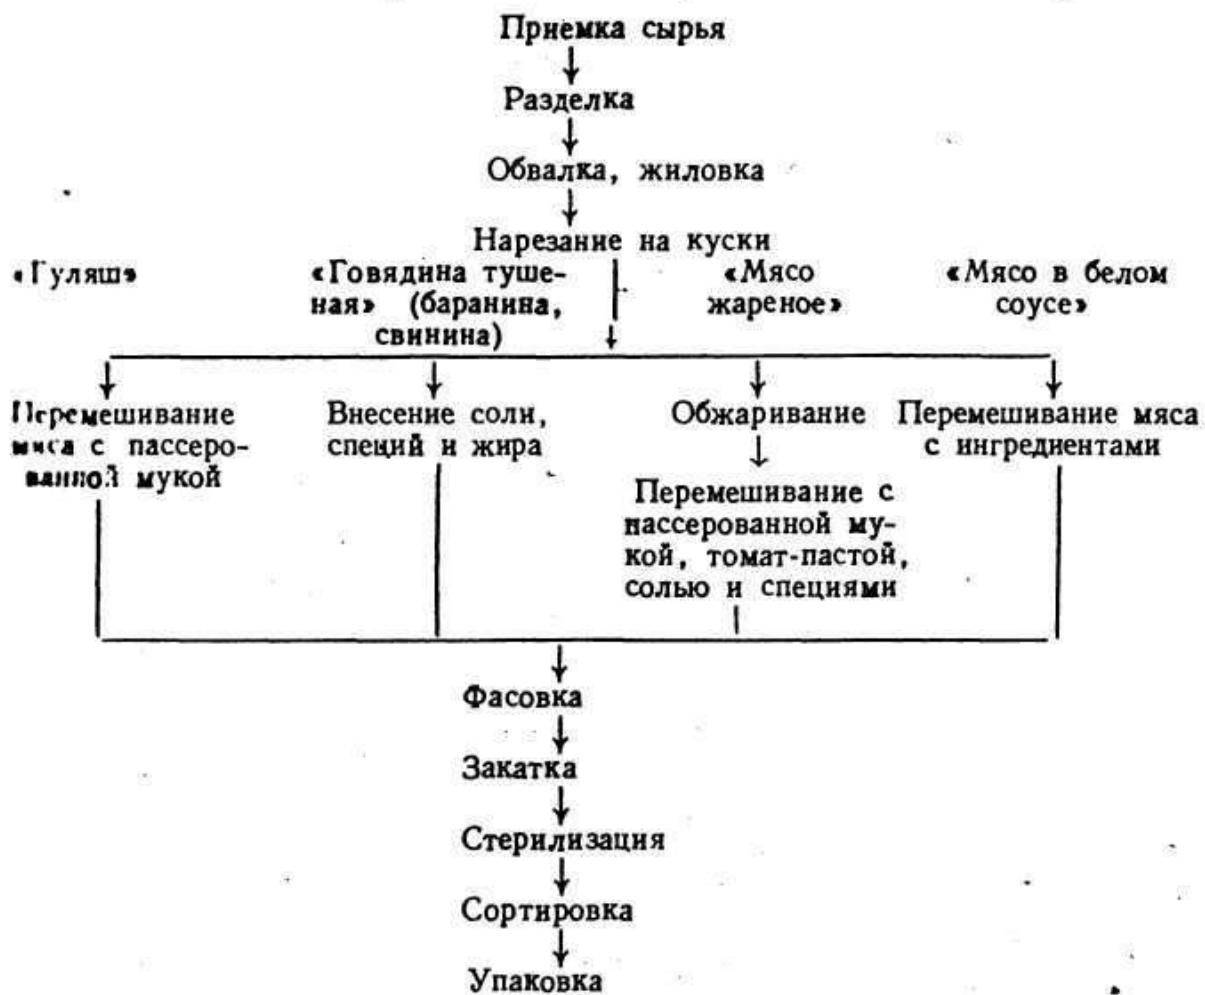 Приемка сырья
Разделка
Обвалка, жиловка
Нарезание на куски
«Гуляш»
«Говядина туше-
ная» (баранина,
свинина)
«Мясо
жареное»
«Мясо в белом
соусе»
Перемешивание
мяса с пассеро-
ванной мукой
Внесение соли,
специй и жира
Обжаривание
Перемешивание с
пассерованной му-
кой, томат-пастой,
солью и специями
Перемешивание мяса
с ингредиентами
Фасовка
Закатка
Стерилизация
Сортировка
Упаковка